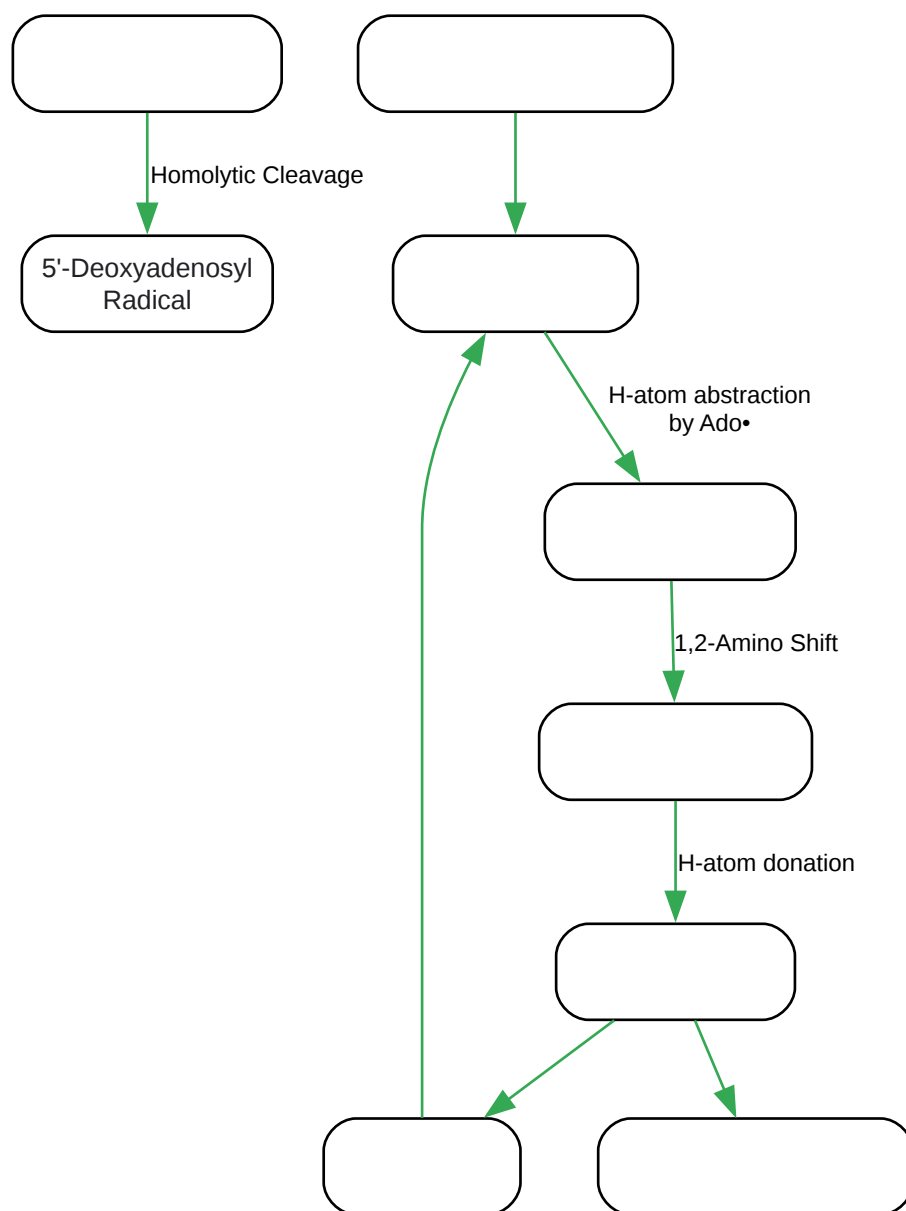 Homolytic Cleavage
5'-Deoxyadenosyl
Radical
H-atom abstraction
by Ado•
1,2-Amino Shift
H-atom donation